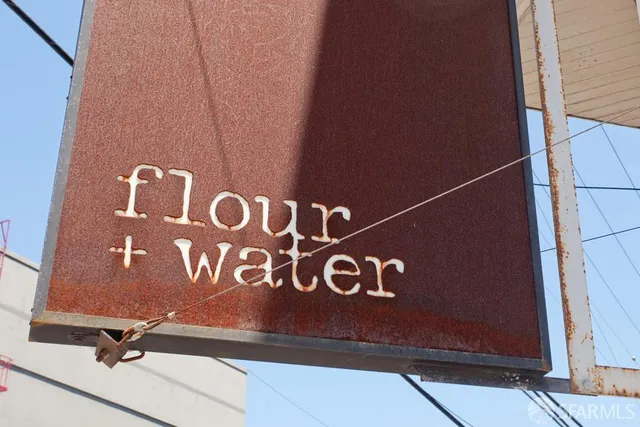 flour
+ water
SFARMLS